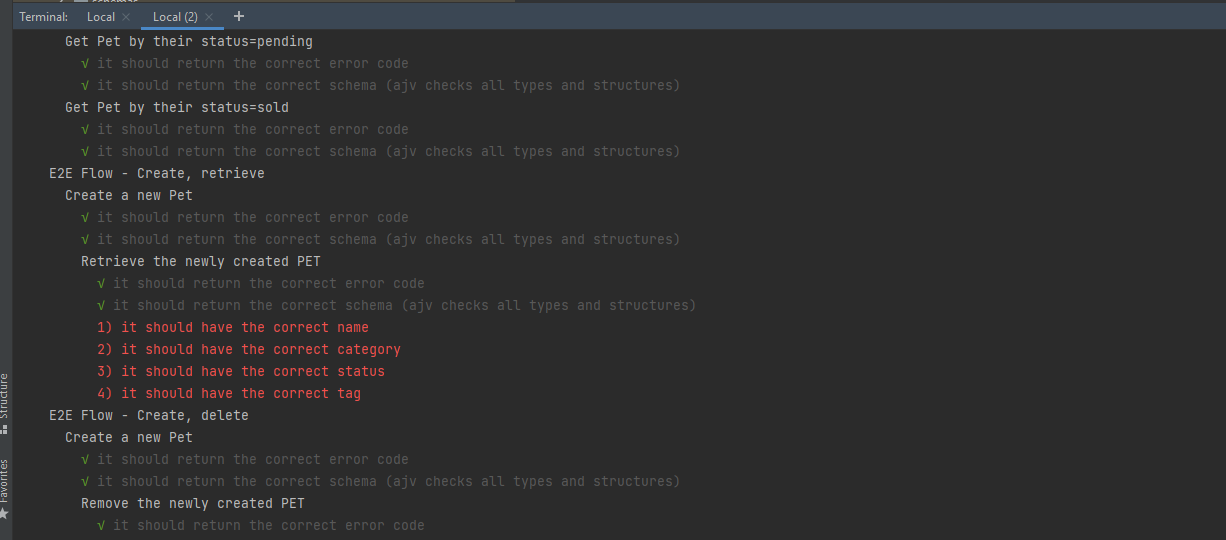 schemas
Terminal: Local × Local (2) × +
Get Pet by their status=pending
√ it should return the correct error code
√ it should return the correct schema (ajv checks all types and structures)
Get Pet by their status=sold
√ it should return the correct error code
√ it should return the correct schema (ajv checks all types and structures)
E2E Flow - Create, retrieve
Create a new Pet
√ it should return the correct error code
√ it should return the correct schema (ajv checks all types and structures)
Retrieve the newly created PET
√ it should return the correct error code
√ it should return the correct schema (ajv checks all types and structures)
1) it should have the correct name
2) it should have the correct category
3) it should have the correct status
4) it should have the correct tag
E2E Flow - Create, delete
Create a new Pet
√ it should return the correct error code
√ it should return the correct schema (ajv checks all types and structures)
Remove the newly created PET
√ it should return the correct error code
Structure
Favorites